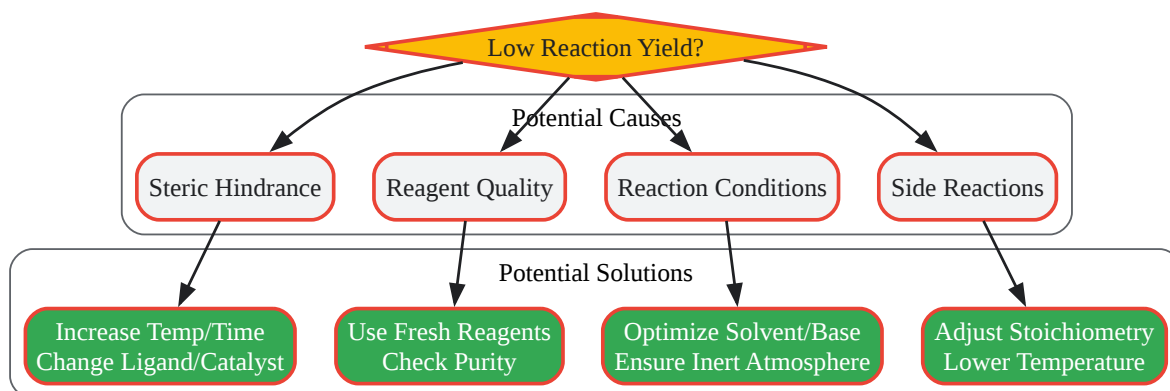 Low Reaction Yield?
Potential Causes
Steric Hindrance
Reagent Quality
Reaction Conditions
Side Reactions
Potential Solutions
Increase Temp/Time
Change Ligand/Catalyst
Use Fresh Reagents
Check Purity
Optimize Solvent/Base
Ensure Inert Atmosphere
Adjust Stoichiometry
Lower Temperature